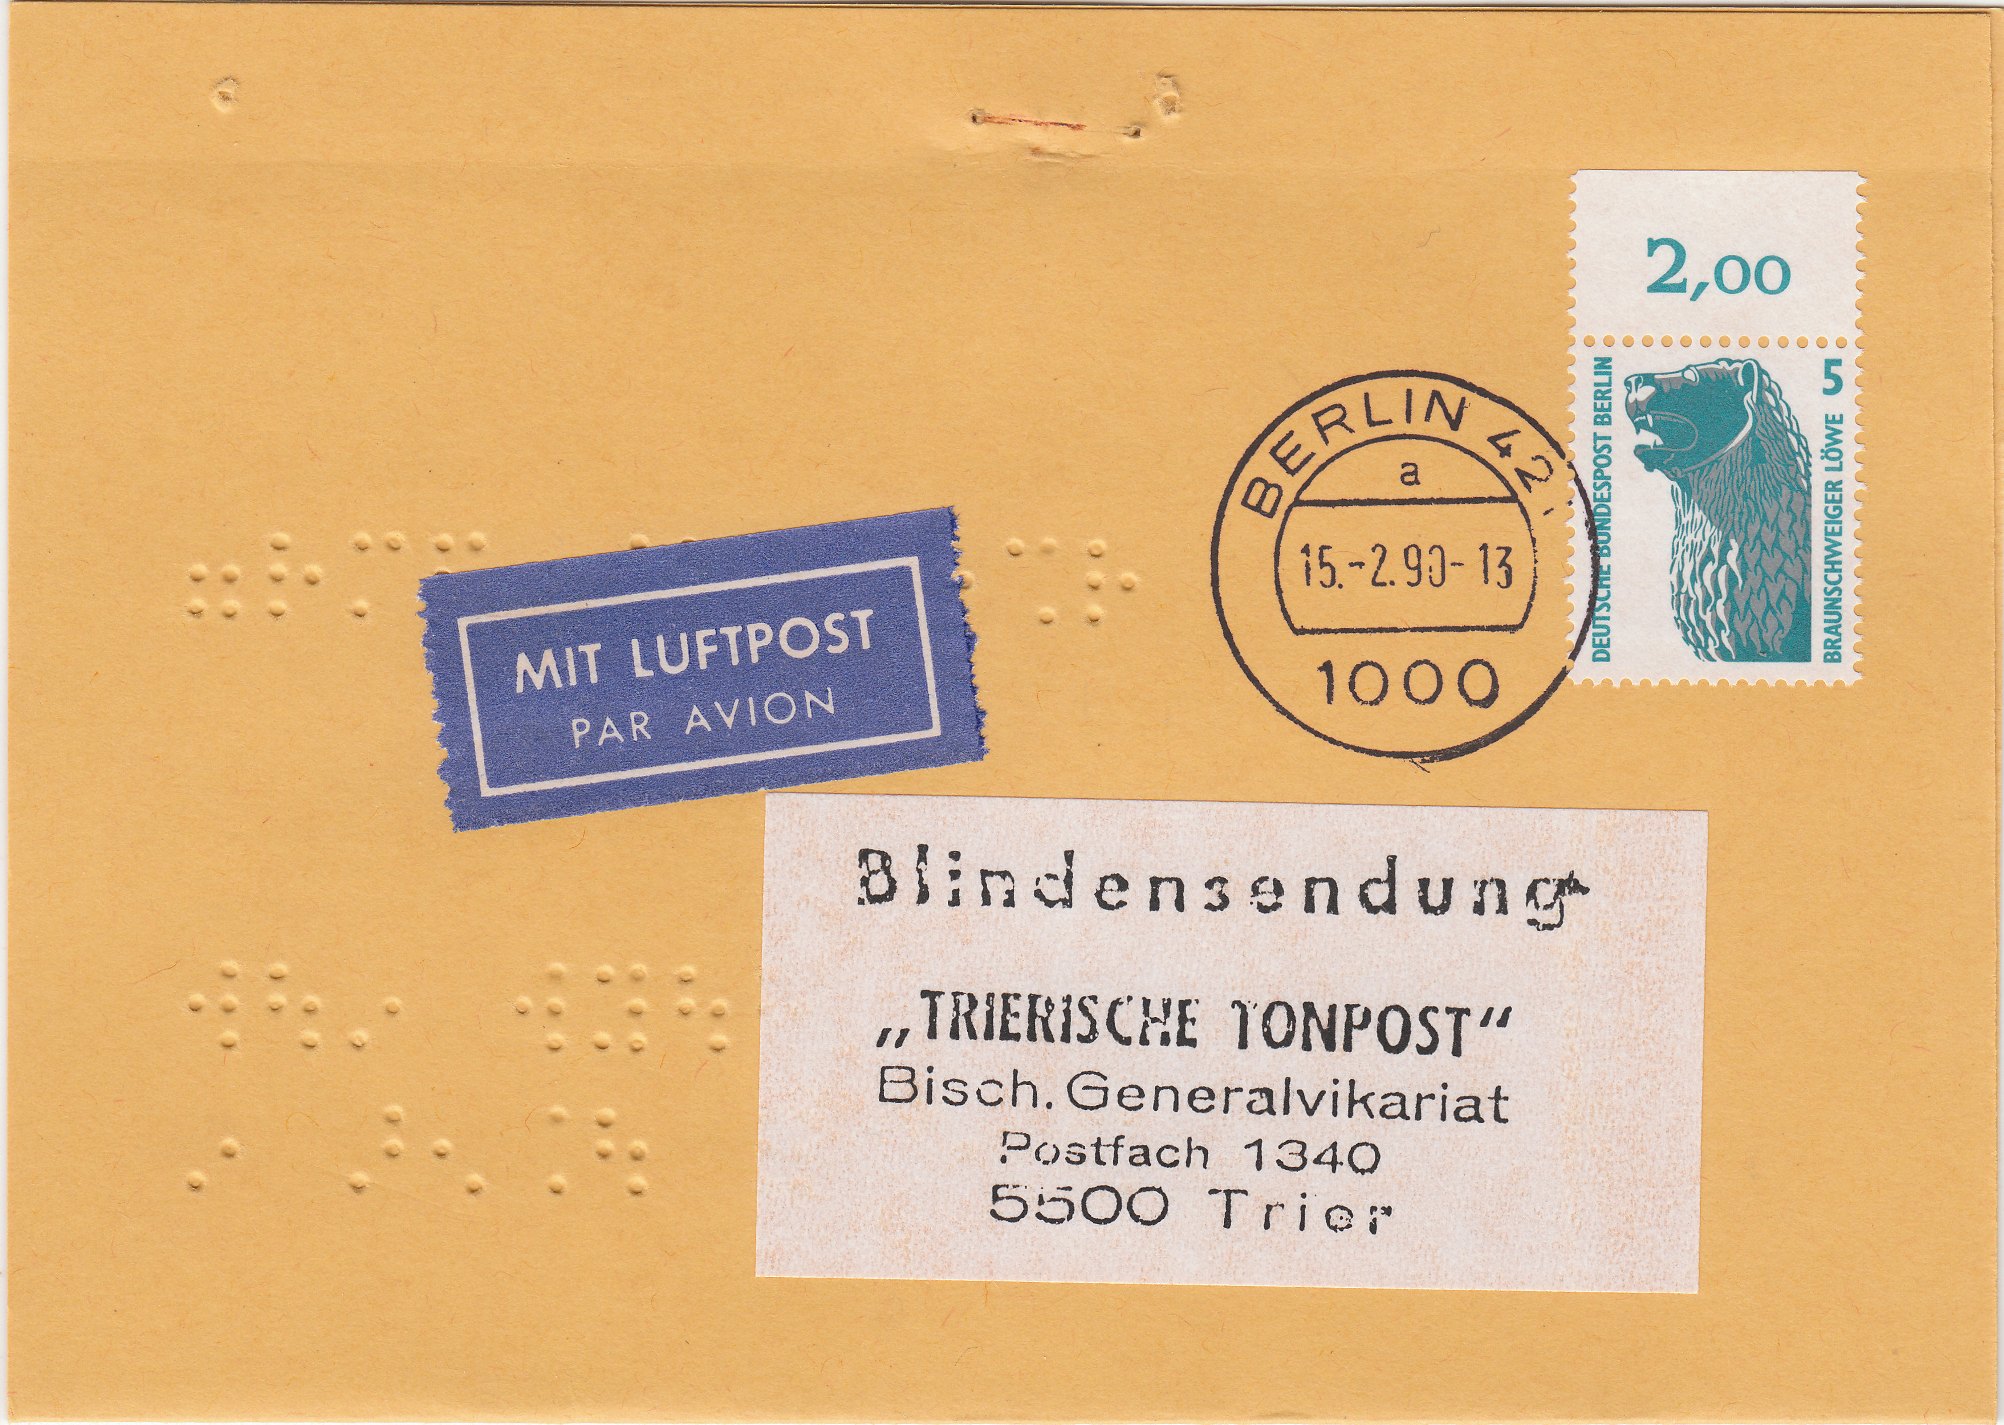 2,00
DEUTSCHE BUNDESPOST BERLIN
5
BRAUNSCHWEIGER LÖWE
BERLIN 42
a
15.-2.90-13
1000
MIT LUFTPOST
PAR AVION
Blindensendung
„TRIERISCHE TONPOST“
Bisch. Generalvikariat
Postfach 1340
5500 Trier